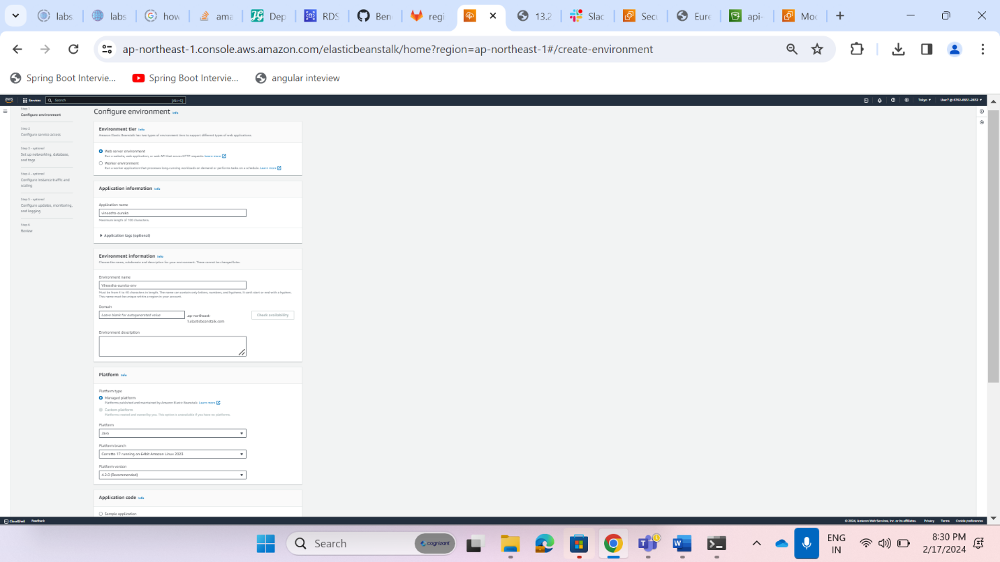 labs
labs
how
ama
Dep
RDS
Ben
regi
13.2
Slac
Secu
Eure
api-
Moc
ap-northeast-1.console.aws.amazon.com/elasticbeanstalk/home?region=ap-northeast-1#/create-environment
Spring Boot Intervie...
Spring Boot Intervie...
angular inteview
aws
Services
Search
[Alt+S]
Tokyo
Step 1
Configure environment
Step 2
Configure service access
Step 3 - optional
Set up networking, database,
and tags
Step 4 - optional
Configure instance traffic and
scaling
Step 5 - optional
Configure updates, monitoring,
and logging
Step 6
Review
Configure environment Info
Environment tier Info
Amazon Elastic Beanstalk has two types of environment tiers to support different types of web applications.
Web server environment
Run a website, web application, or web API that serves HTTP requests. Learn more
Worker environment
Run a worker application that processes long-running workloads on demand or performs tasks on a schedule. Learn more
Application information Info
Application name
vineesha-eureka
Maximum length of 100 characters.
Application tags (optional)
Environment information Info
Choose the name, subdomain and description for your environment. These cannot be changed later.
Environment name
Vineesha-eureka-env
Must be from 4 to 40 characters in length. The name can contain only letters, numbers, and hyphens. It can't start or end with a hyphen.
This name must be unique within a region in your account.
Domain
Leave blank for autogenerated value
.ap-northeast-
1.elasticbeanstalk.com
Check availability
Environment description
Platform Info
Platform type
Managed platform
Platforms published and maintained by Amazon Elastic Beanstalk. Learn more
Custom platform
Platforms created and owned by you. This option is unavailable if you have no platforms.
Platform
Java
Platform branch
Corretto 17 running on 64bit Amazon Linux 2023
Platform version
4.2.0 (Recommended)
Application code Info
Sample application
CloudShell
Feedback
© 2024, Amazon Web Services, Inc. or its affiliates.
Privacy
Terms
Cookie preferences
Search
cognizant
ENG
IN
8:30 PM
2/17/2024